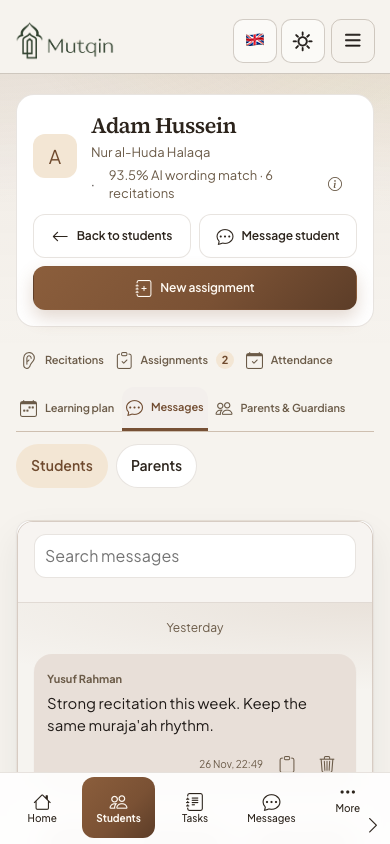 Mutqin
A
Adam Hussein
Nur al-Huda Halaqa
· 93.5% AI wording match · 6
recitations
Back to students
Message student
New assignment
Recitations
Assignments 2
Attendance
Learning plan
Messages
Parents & Guardians
Students
Parents
Search messages
Yesterday
Yusuf Rahman
Strong recitation this week. Keep the
same muraja'ah rhythm.
26 Nov, 22:49
Home
Students
Tasks
Messages
More